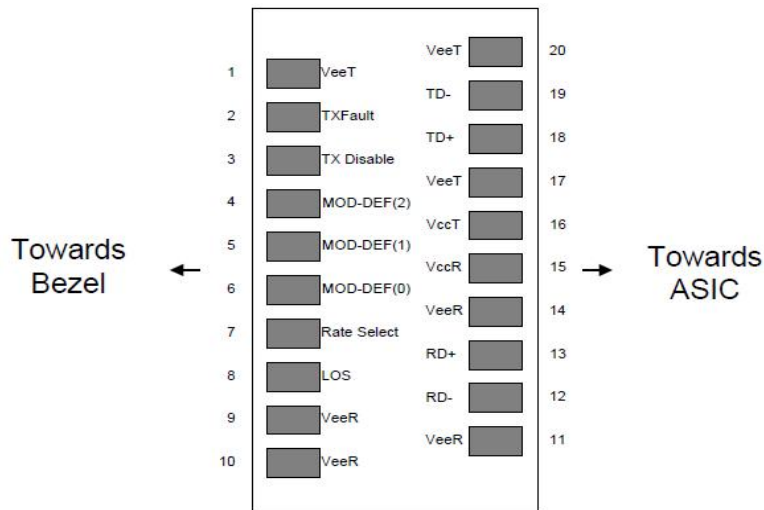 VeeT 20
1 VeeT
TD- 19
2 TXFault
TD+ 18
3 TX Disable
VeeT 17
4 MOD-DEF(2)
VccT 16
5 MOD-DEF(1)
VccR 15
6 MOD-DEF(0)
VeeR 14
7 Rate Select
RD+ 13
8 LOS
RD- 12
9 VeeR
VeeR 11
10 VeeR
Towards
Bezel
Towards
ASIC